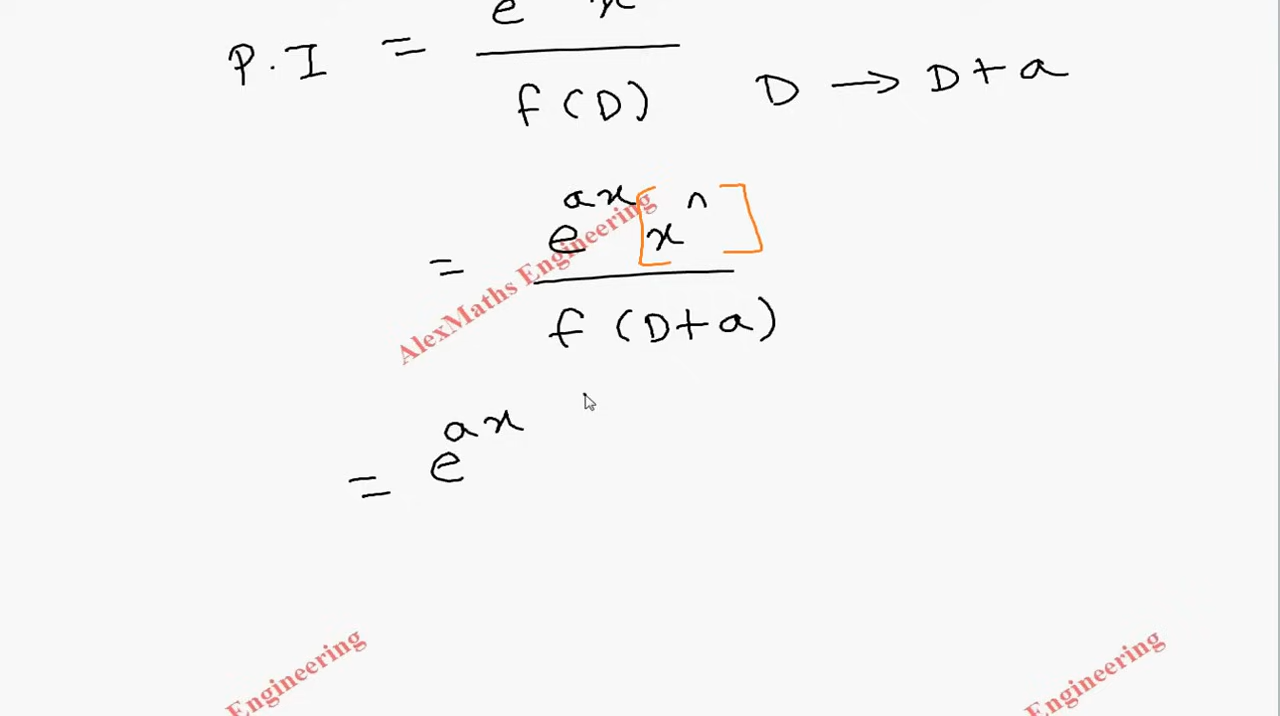 P.I = e x
f(D) D → D+a
= e^ax [x^n]
f(D+a)
AlexMaths Engineering
= e^ax
Engineering
Engineering